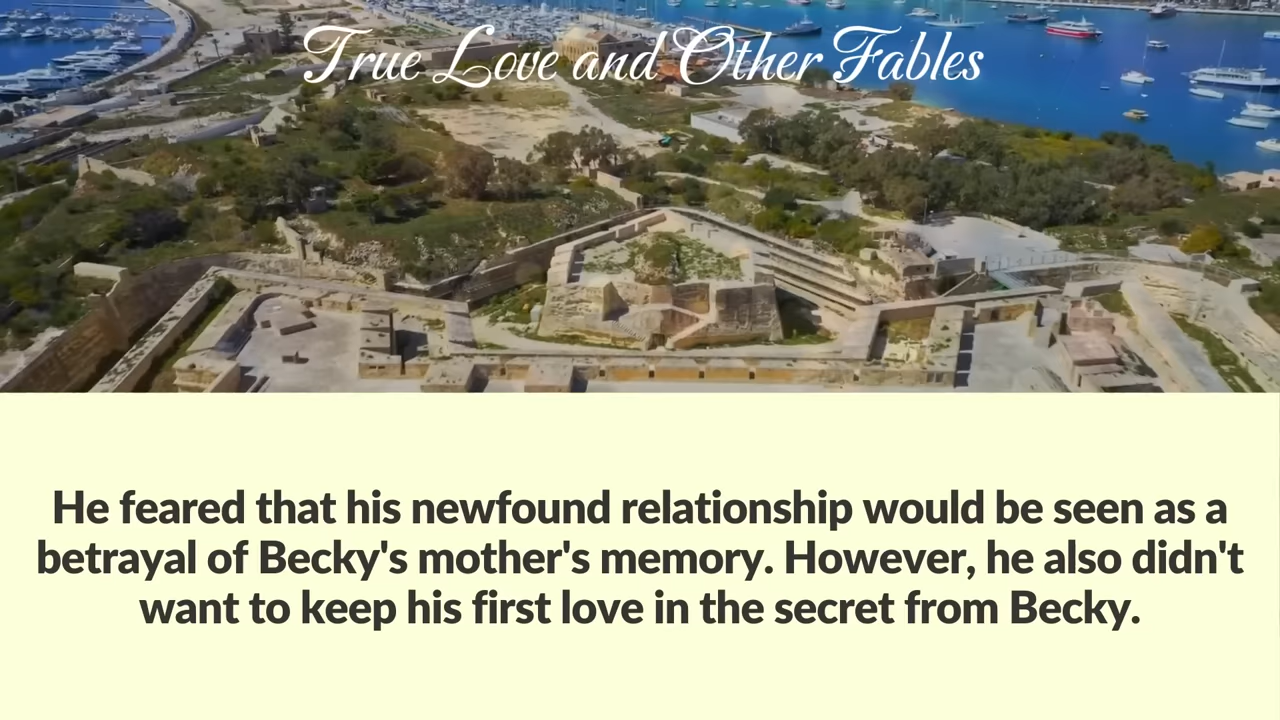 True Love and Other Fables
He feared that his newfound relationship would be seen as a
betrayal of Becky's mother's memory. However, he also didn't
want to keep his first love in the secret from Becky.